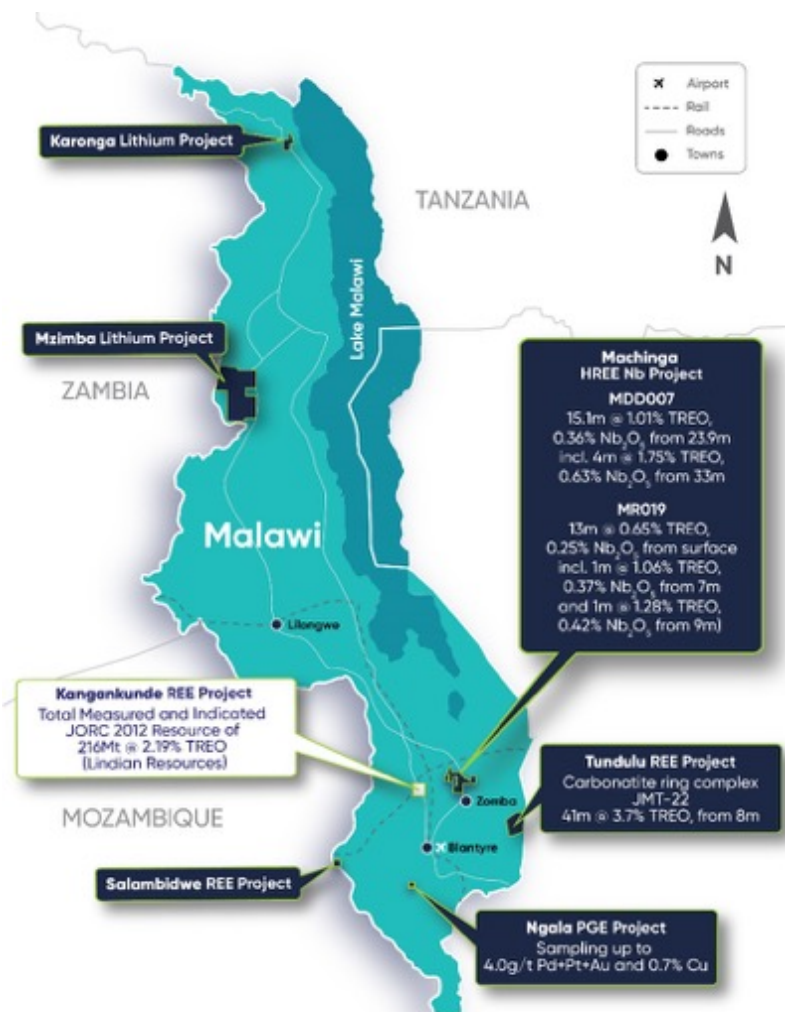 Airport
Rail
Roads
Towns
N
Karonga Lithium Project
TANZANIA
Lake Malawi
Mzimba Lithium Project
ZAMBIA
Machinga
HREE Nb Project
MDD007
15.1m @ 1.01% TREO,
0.36% Nb₂O₅ from 23.9m
incl. 4m @ 1.75% TREO,
0.63% Nb₂O₅ from 33m
MR019
13m @ 0.65% TREO,
0.25% Nb₂O₅ from surface
incl. 1m @ 1.06% TREO,
0.37% Nb₂O₅ from 7m
and 1m @ 1.28% TREO,
0.42% Nb₂O₅ from 9m)
Malawi
Lilongwe
Kangankunde REE Project
Total Measured and Indicated
JORC 2012 Resource of
216Mt @ 2.19% TREO
(Lindian Resources)
Tundulu REE Project
Carbonatite ring complex
JMT-22
41m @ 3.7% TREO, from 8m
Zomba
MOZAMBIQUE
Blantyre
Salambidwe REE Project
Ngala PGE Project
Sampling up to
4.0g/t Pd+Pt+Au and 0.7% Cu